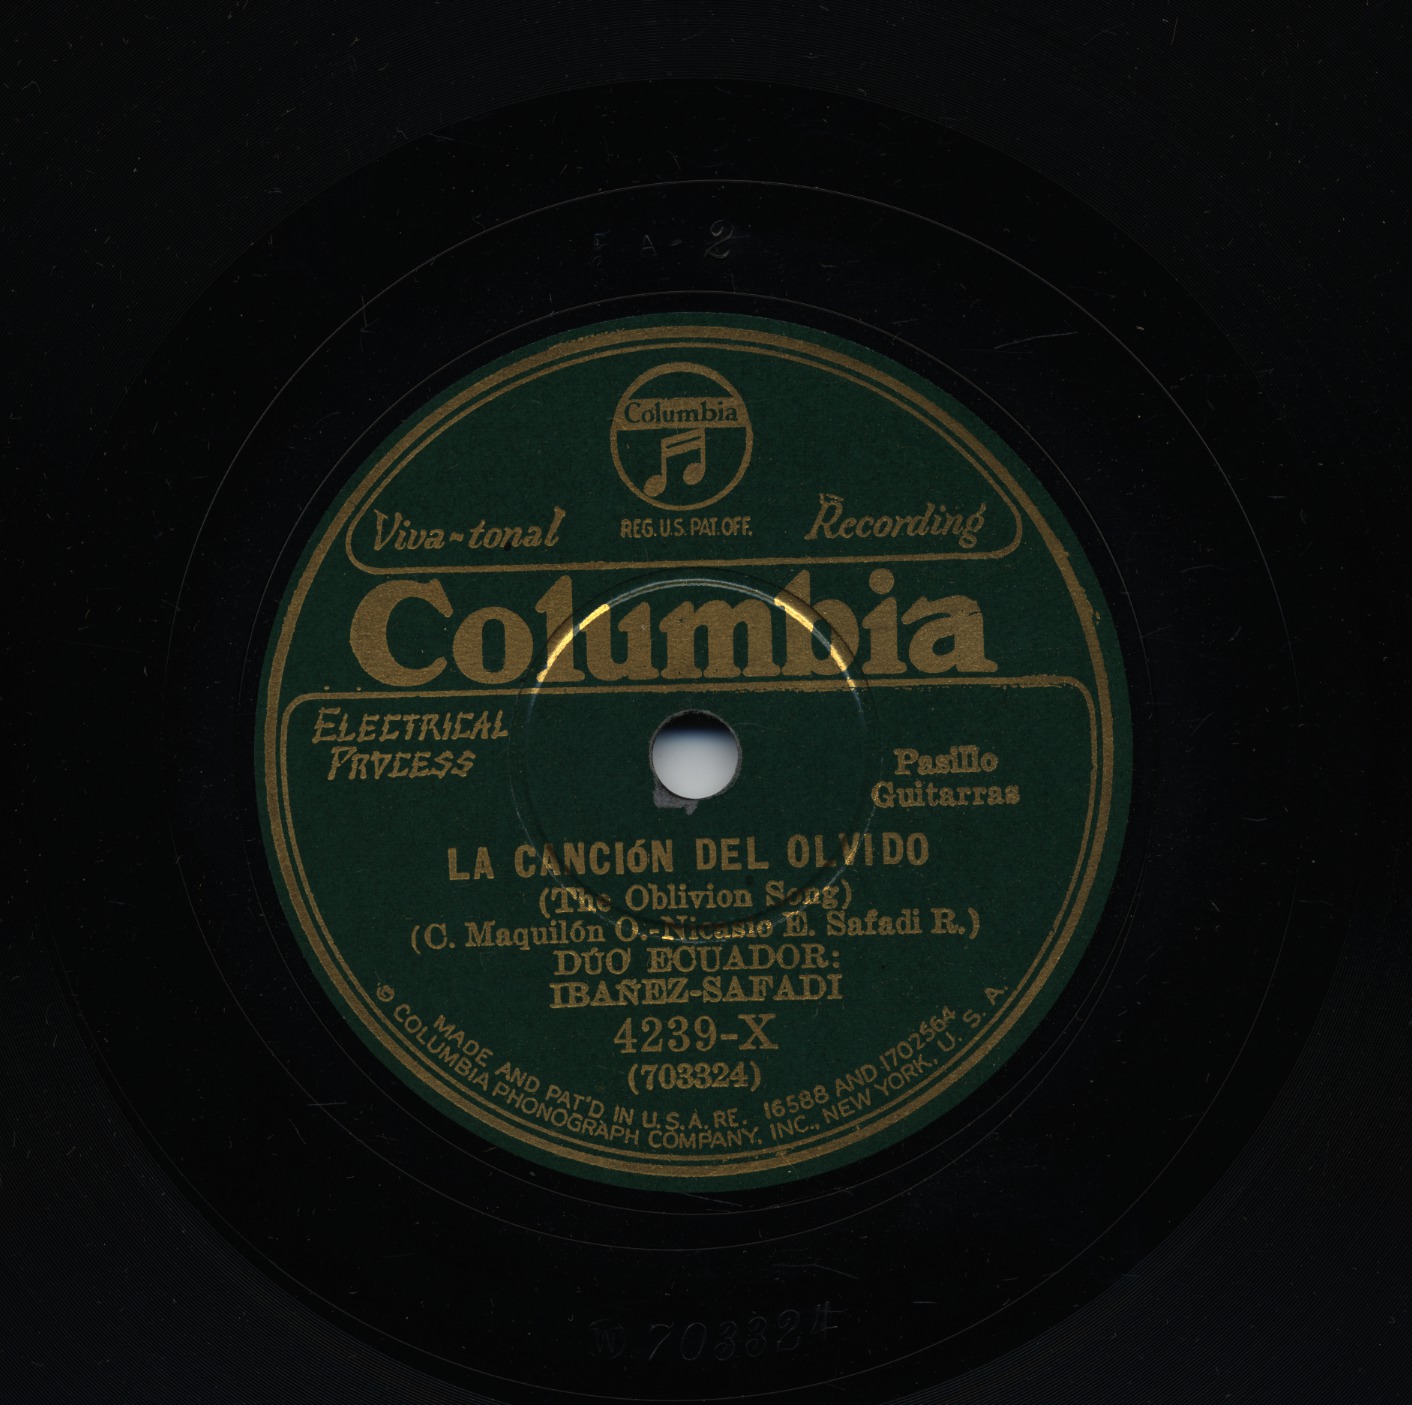 A-2
Columbia
REG. U.S. PAT. OFF.
Viva-tonal Recording
Columbia
ELECTRICAL
PROCESS
Pasillo
Guitarras
LA CANCIÓN DEL OLVIDO
(The Oblivion Song)
(C. Maquilón O.-Nicasio E. Safadi R.)
DÚO ECUADOR:
IBAÑEZ-SAFADI
4239-X
(703324)
MADE AND PAT'D IN U.S.A. RE. 16588 AND 1702564
© COLUMBIA PHONOGRAPH COMPANY, INC., NEW YORK, U. S. A.
W 703324